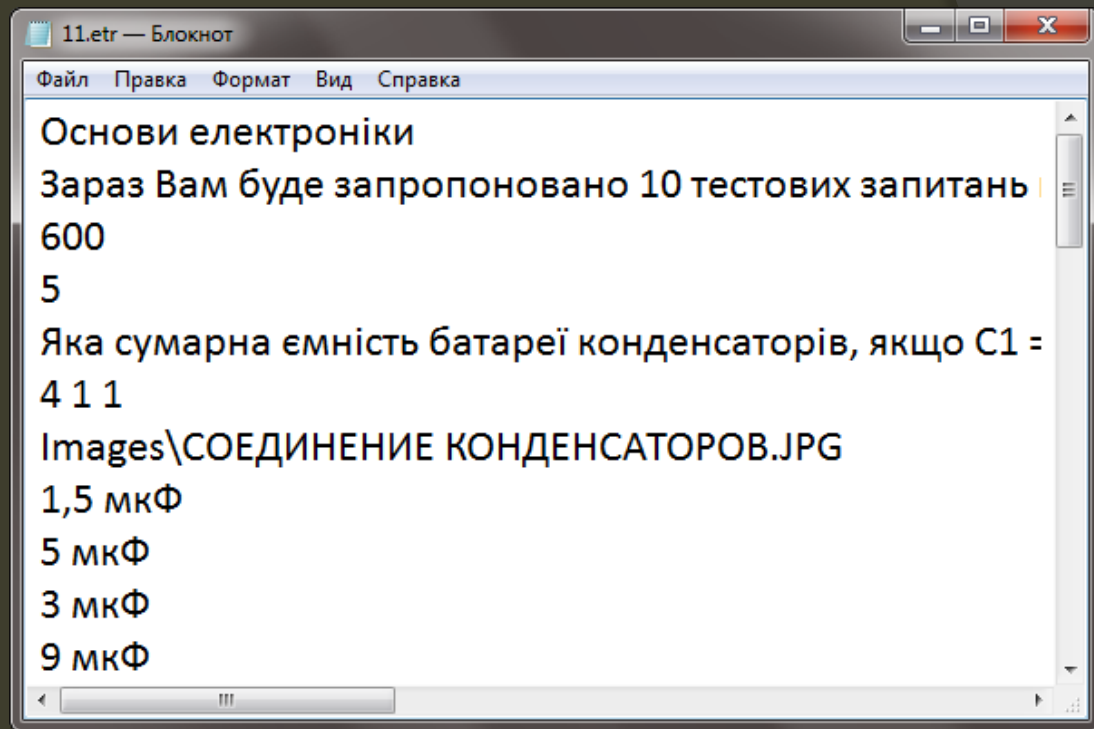 11.etr — Блокнот
Файл Правка Формат Вид Справка
Основи електроніки
Зараз Вам буде запропоновано 10 тестових запитань
600
5
Яка сумарна ємність батареї конденсаторів, якщо С1 =
4 1 1
Images\СОЕДИНЕНИЕ КОНДЕНСАТОРОВ.JPG
1,5 мкФ
5 мкФ
3 мкФ
9 мкФ